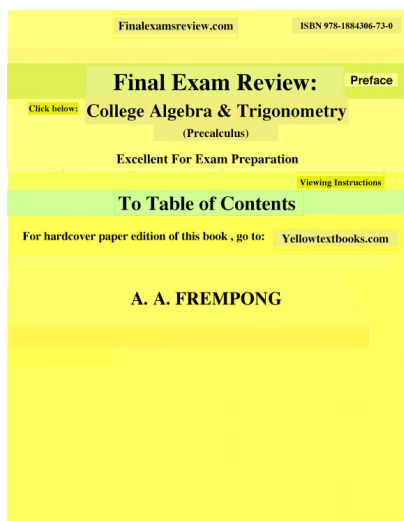 Finalexamsreview.com ISBN 978-1884306-73-0
Final Exam Review: Preface
Click below: College Algebra & Trigonometry
(Precalculus)
Excellent For Exam Preparation
Viewing Instructions
To Table of Contents
For hardcover paper edition of this book , go to: Yellowtextbooks.com
A. A. FREMPONG